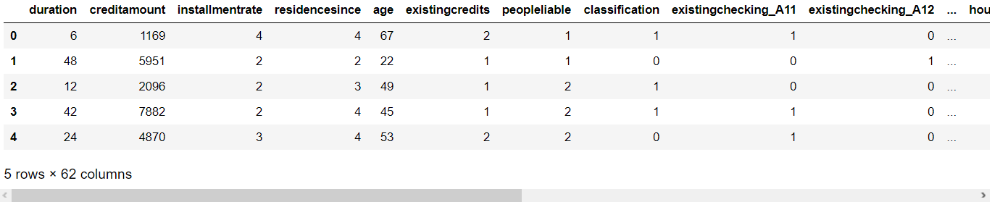 duration creditamount installmentrate residencesince age existingcredits peopleliable classification existingchecking_A11 existingchecking_A12 ... hou
0 6 1169 4 4 67 2 1 1 1 0 ...
1 48 5951 2 2 22 1 1 0 0 1 ...
2 12 2096 2 3 49 1 2 1 0 0 ...
3 42 7882 2 4 45 1 2 1 1 0 ...
4 24 4870 3 4 53 2 2 0 1 0 ...
5 rows × 62 columns